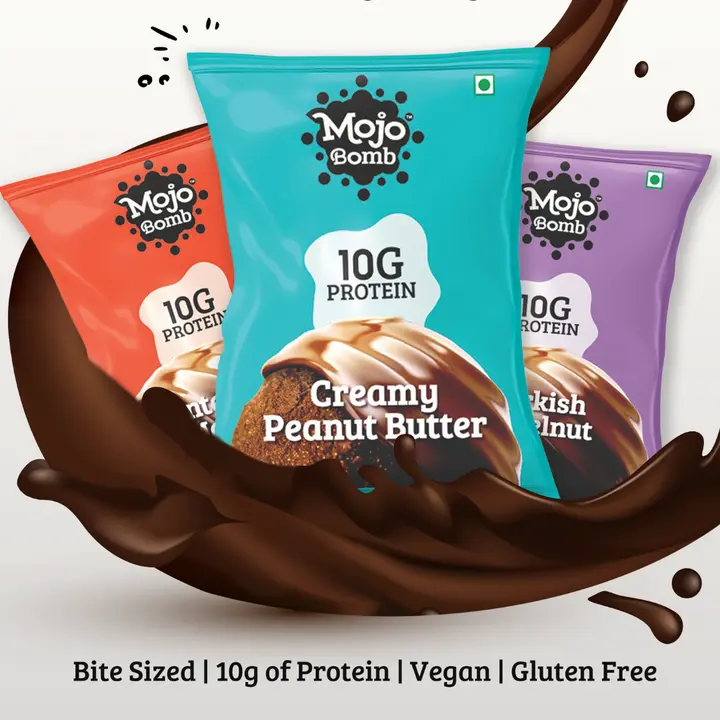 Mojo
Bomb
10G
PROTEIN
Mojo
Bomb
TM
10G
PROTEIN
Creamy
Peanut Butter
Mojo
Bomb
10G
PROTEIN
Bite Sized | 10g of Protein | Vegan | Gluten Free